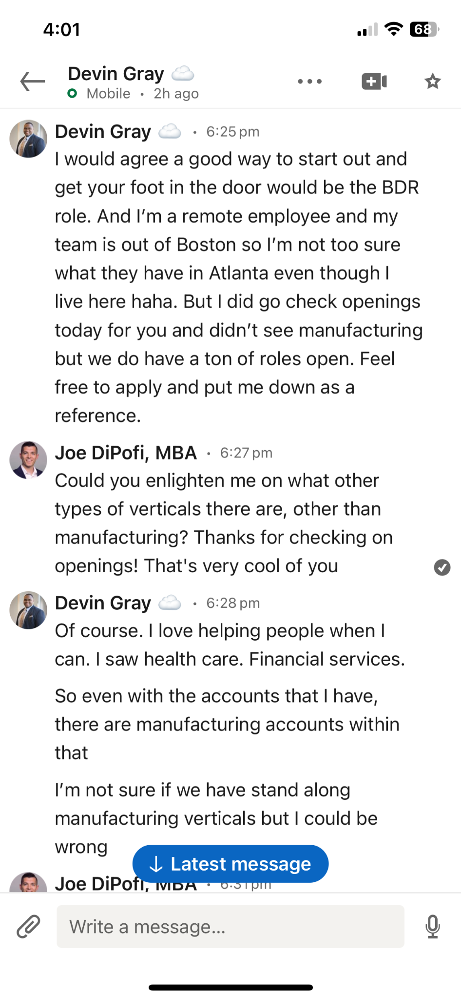 4:01
68
Devin Gray ☁️
Mobile • 2h ago
Devin Gray ☁️ • 6:25 pm
I would agree a good way to start out and
get your foot in the door would be the BDR
role. And I’m a remote employee and my
team is out of Boston so I’m not too sure
what they have in Atlanta even though I
live here haha. But I did go check openings
today for you and didn’t see manufacturing
but we do have a ton of roles open. Feel
free to apply and put me down as a
reference.
Joe DiPofi, MBA • 6:27 pm
Could you enlighten me on what other
types of verticals there are, other than
manufacturing? Thanks for checking on
openings! That's very cool of you
Devin Gray ☁️ • 6:28 pm
Of course. I love helping people when I
can. I saw health care. Financial services.
So even with the accounts that I have,
there are manufacturing accounts within
that
I’m not sure if we have stand along
manufacturing verticals but I could be
wrong
↓ Latest message
Joe DiPofi, MBA • 6:31 pm
Write a message...